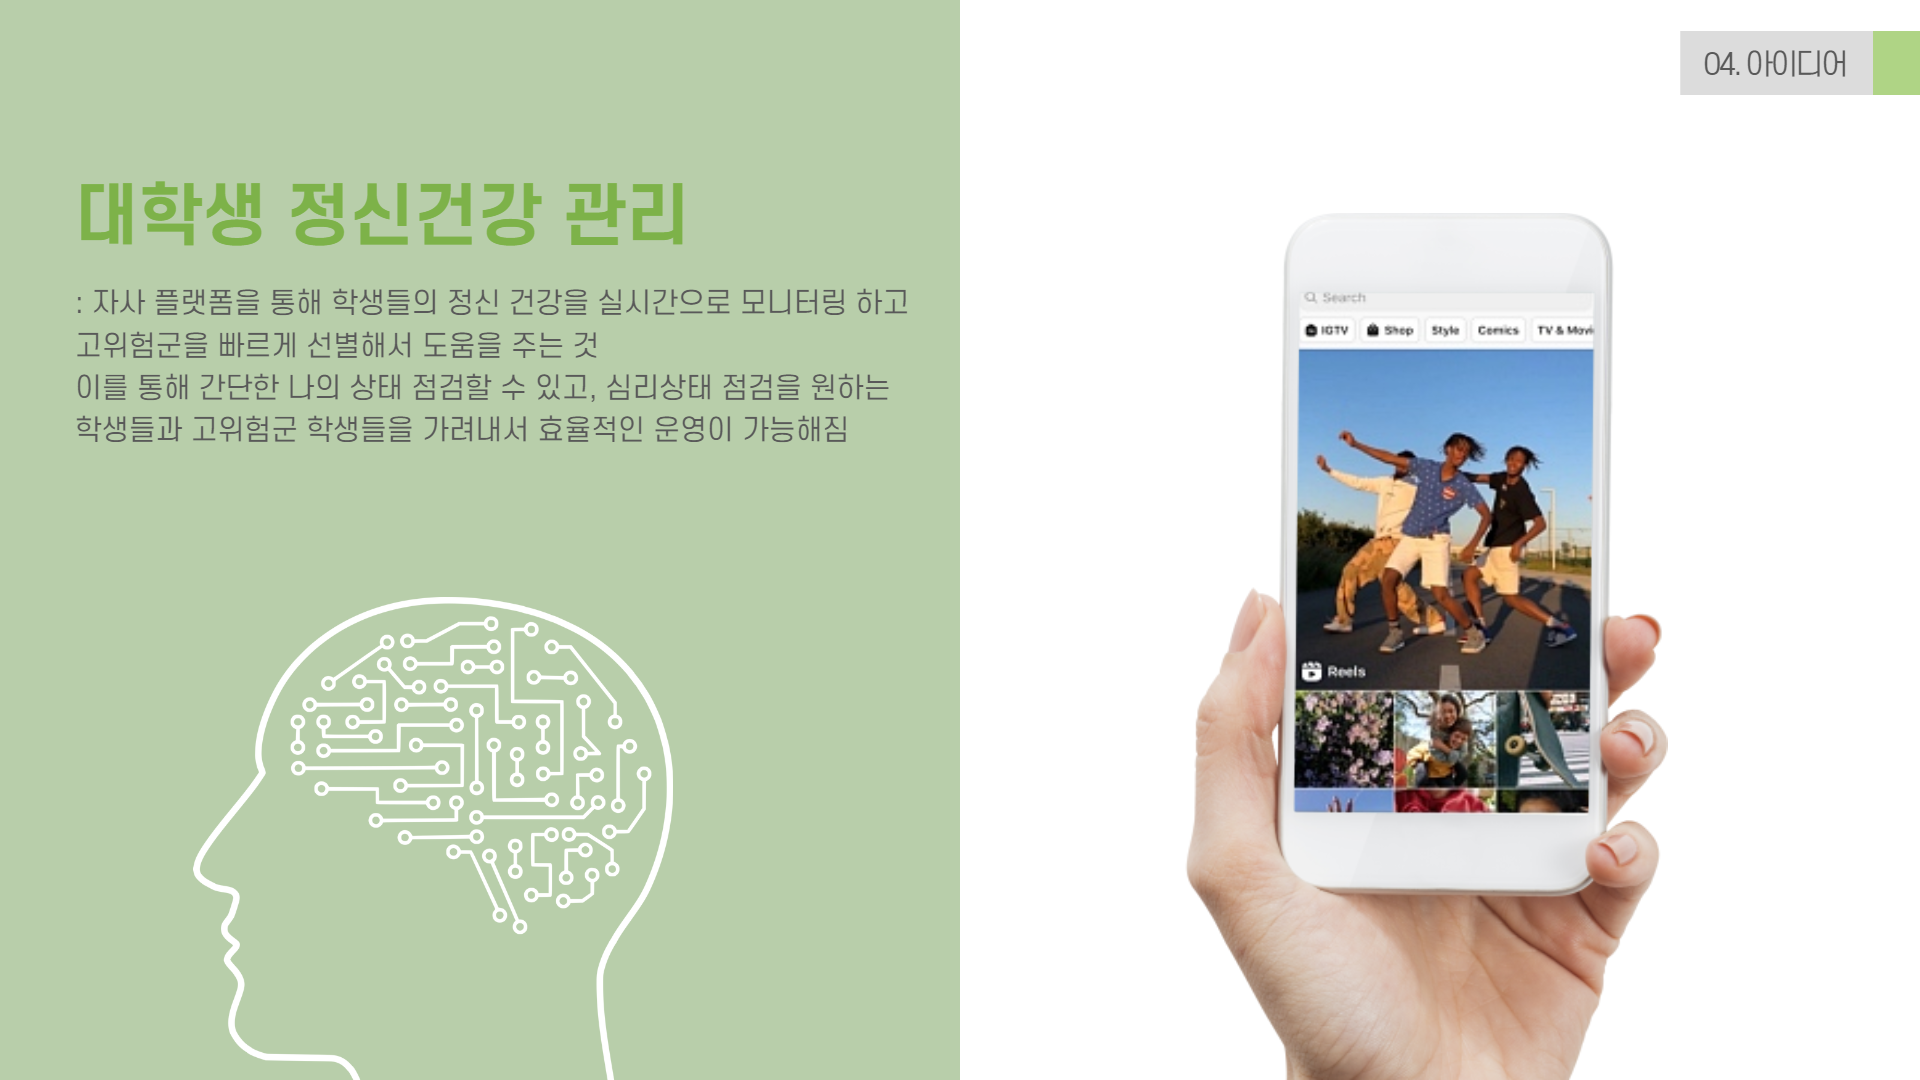 04. 아이디어
대학생 정신건강 관리
: 자사 플랫폼을 통해 학생들의 정신 건강을 실시간으로 모니터링 하고
고위험군을 빠르게 선별해서 도움을 주는 것
이를 통해 간단한 나의 상태 점검할 수 있고, 심리상태 점검을 원하는
학생들과 고위험군 학생들을 가려내서 효율적인 운영이 가능해짐
Search
IGTV Shop Style Comics TV & Movi
Reels